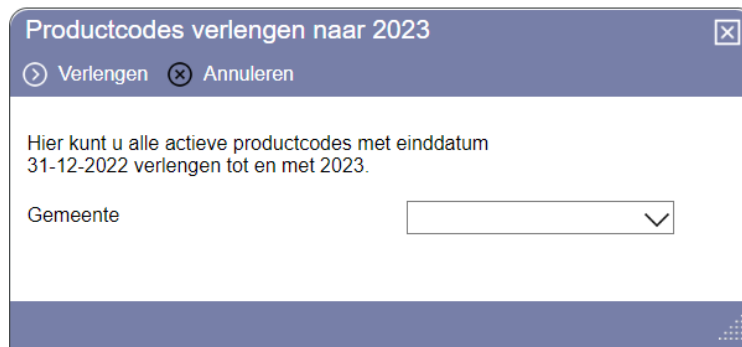 Productcodes verlengen naar 2023
Verlengen Annuleren
Hier kunt u alle actieve productcodes met einddatum
31-12-2022 verlengen tot en met 2023.
Gemeente